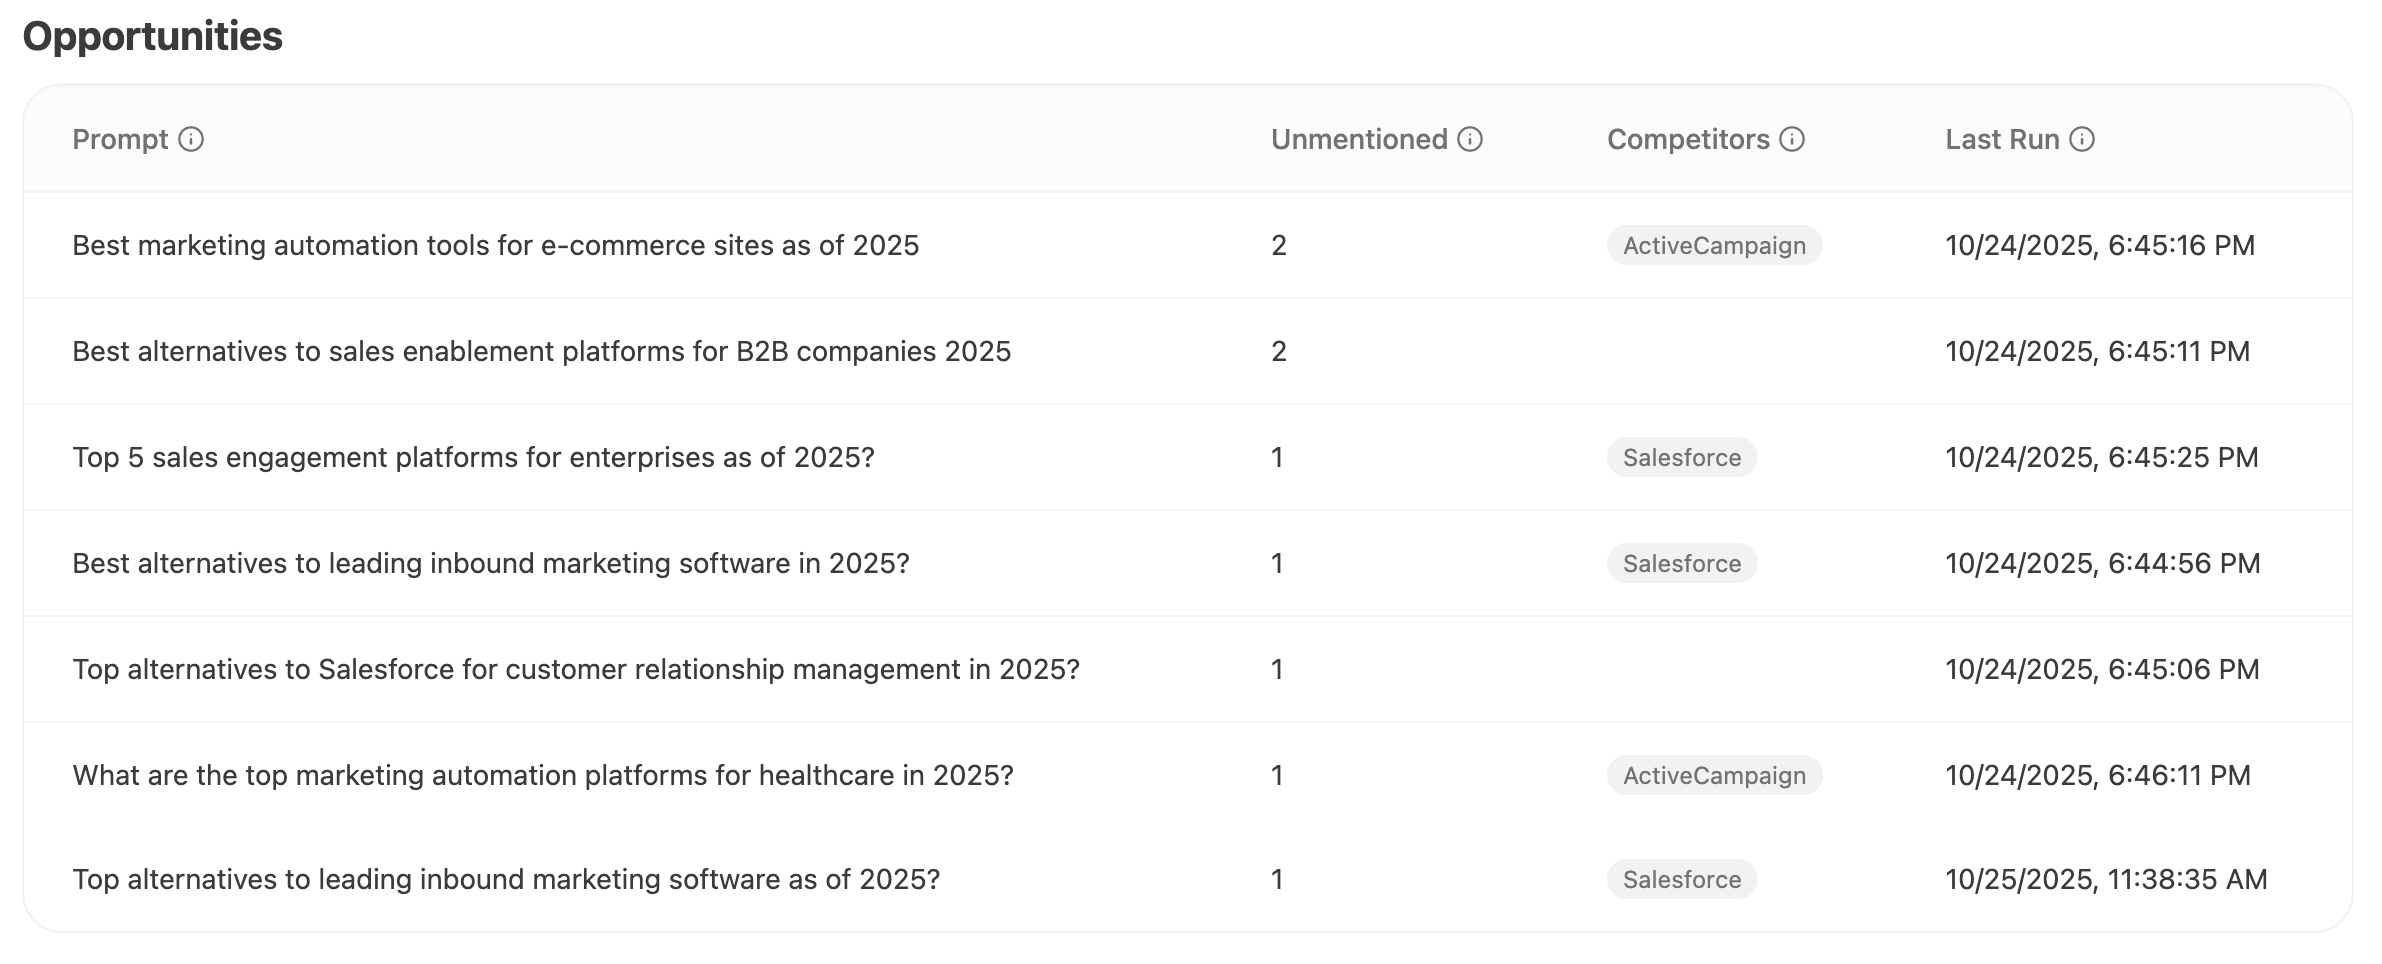 Opportunities
Prompt Unmentioned Competitors Last Run
Best marketing automation tools for e-commerce sites as of 2025 2 ActiveCampaign 10/24/2025, 6:45:16 PM
Best alternatives to sales enablement platforms for B2B companies 2025 2 10/24/2025, 6:45:11 PM
Top 5 sales engagement platforms for enterprises as of 2025? 1 Salesforce 10/24/2025, 6:45:25 PM
Best alternatives to leading inbound marketing software in 2025? 1 Salesforce 10/24/2025, 6:44:56 PM
Top alternatives to Salesforce for customer relationship management in 2025? 1 10/24/2025, 6:45:06 PM
What are the top marketing automation platforms for healthcare in 2025? 1 ActiveCampaign 10/24/2025, 6:46:11 PM
Top alternatives to leading inbound marketing software as of 2025? 1 Salesforce 10/25/2025, 11:38:35 AM